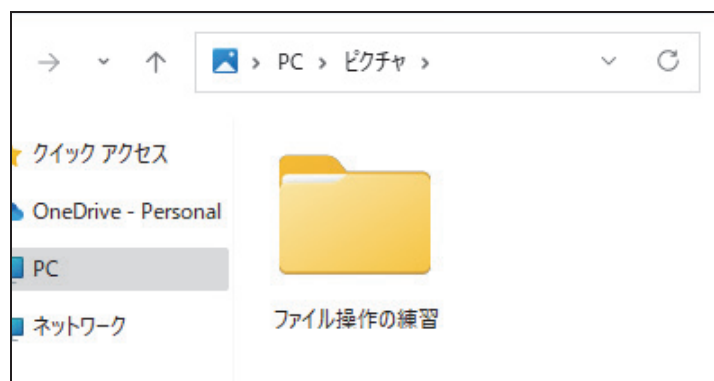 PC > ピクチャ >
クイック アクセス
OneDrive - Personal
PC
ネットワーク
ファイル操作の練習